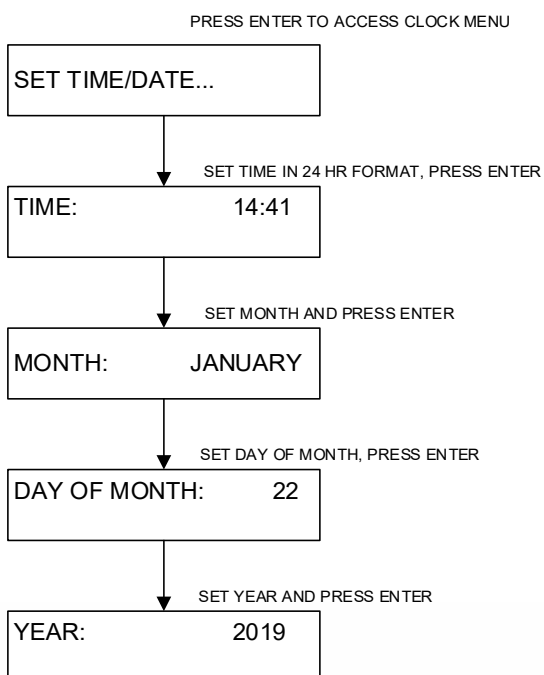 PRESS ENTER TO ACCESS CLOCK MENU
SET TIME/DATE...
SET TIME IN 24 HR FORMAT, PRESS ENTER
TIME: 14:41
SET MONTH AND PRESS ENTER
MONTH: JANUARY
SET DAY OF MONTH, PRESS ENTER
DAY OF MONTH: 22
SET YEAR AND PRESS ENTER
YEAR: 2019